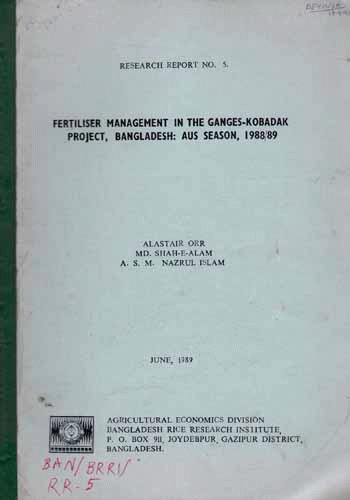 RESEARCH REPORT NO. 5.
FERTILISER MANAGEMENT IN THE GANGES-KOBADAK
PROJECT, BANGLADESH: AUS SEASON, 1988/89
ALASTAIR ORR
MD. SHAH-E-ALAM
A. S. M. NAZRUL ISLAM
JUNE, 1989
AGRICULTURAL ECONOMICS DIVISION
BANGLADESH RICE RESEARCH INSTITUTE,
P. O. BOX 911, JOYDEBPUR, GAZIPUR DISTRICT,
BANGLADESH.
BAN/BRRI/
RR-5